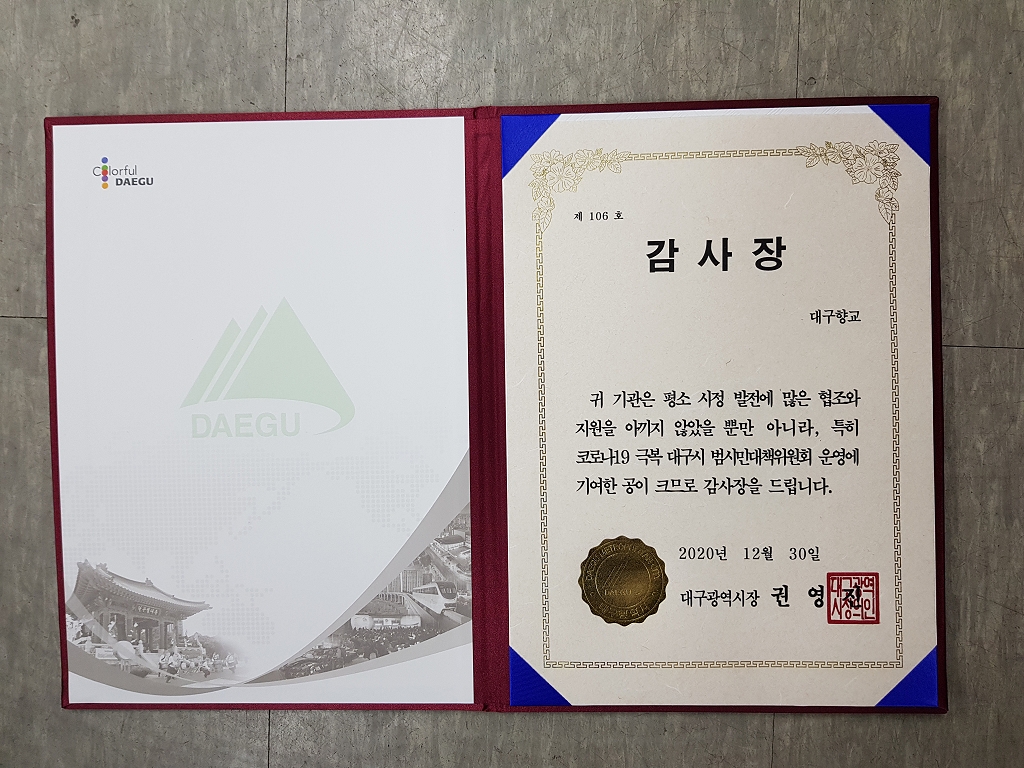 Colorful
DAEGU
DAEGU
제 106 호
감 사 장
대구향교
귀 기관은 평소 시정 발전에 많은 협조와
지원을 아끼지 않았을 뿐만 아니라, 특히
코로나19 극복 대구시 범시민대책위원회 운영에
기여한 공이 크므로 감사장을 드립니다.
2020년 12월 30일
대구광역시장 권 영 진
대구광역
시장의인
DAEGU